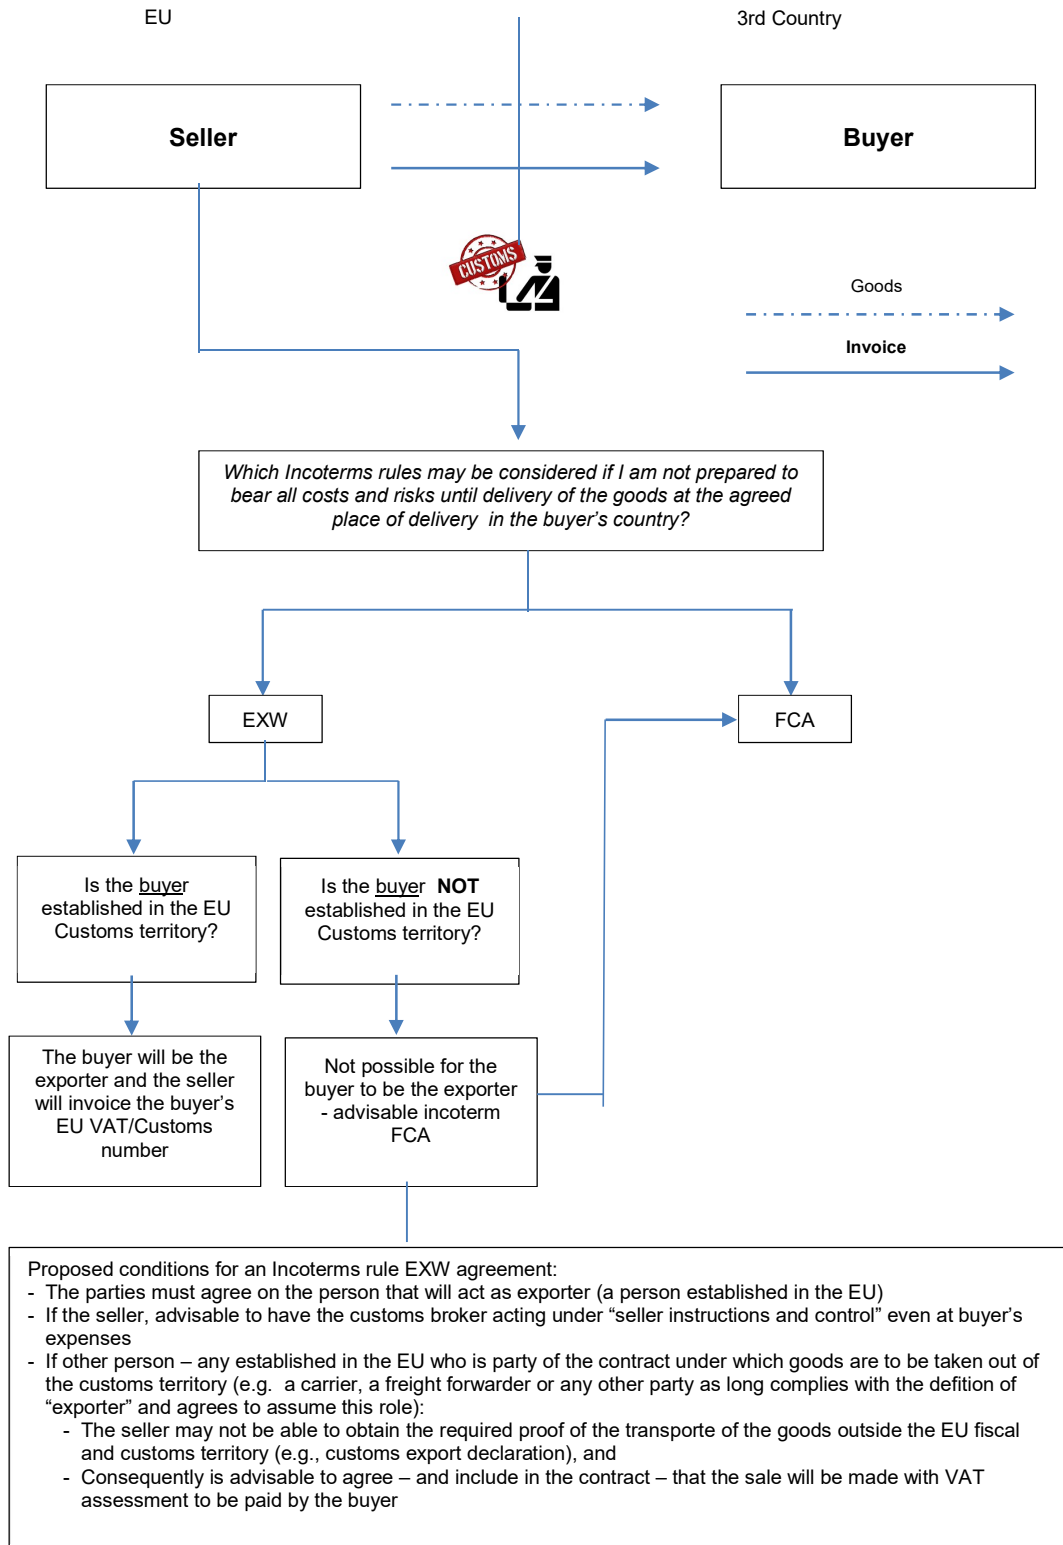 EU
3rd Country
Seller
Buyer
CUSTOMS
Goods
Invoice
Which Incoterms rules may be considered if I am not prepared to
bear all costs and risks until delivery of the goods at the agreed
place of delivery in the buyer's country?
EXW
FCA
Is the buyer
established in the EU
Customs territory?
Is the buyer NOT
established in the EU
Customs territory?
The buyer will be the
exporter and the seller
will invoice the buyer's
EU VAT/Customs
number
Not possible for the
buyer to be the exporter
- advisable incoterm
FCA
Proposed conditions for an Incoterms rule EXW agreement:
- The parties must agree on the person that will act as exporter (a person established in the EU)
- If the seller, advisable to have the customs broker acting under “seller instructions and control” even at buyer's
expenses
- If other person – any established in the EU who is party of the contract under which goods are to be taken out of
the customs territory (e.g. a carrier, a freight forwarder or any other party as long complies with the defition of
“exporter” and agrees to assume this role):
- The seller may not be able to obtain the required proof of the transporte of the goods outside the EU fiscal
and customs territory (e.g., customs export declaration), and
- Consequently is advisable to agree – and include in the contract – that the sale will be made with VAT
assessment to be paid by the buyer